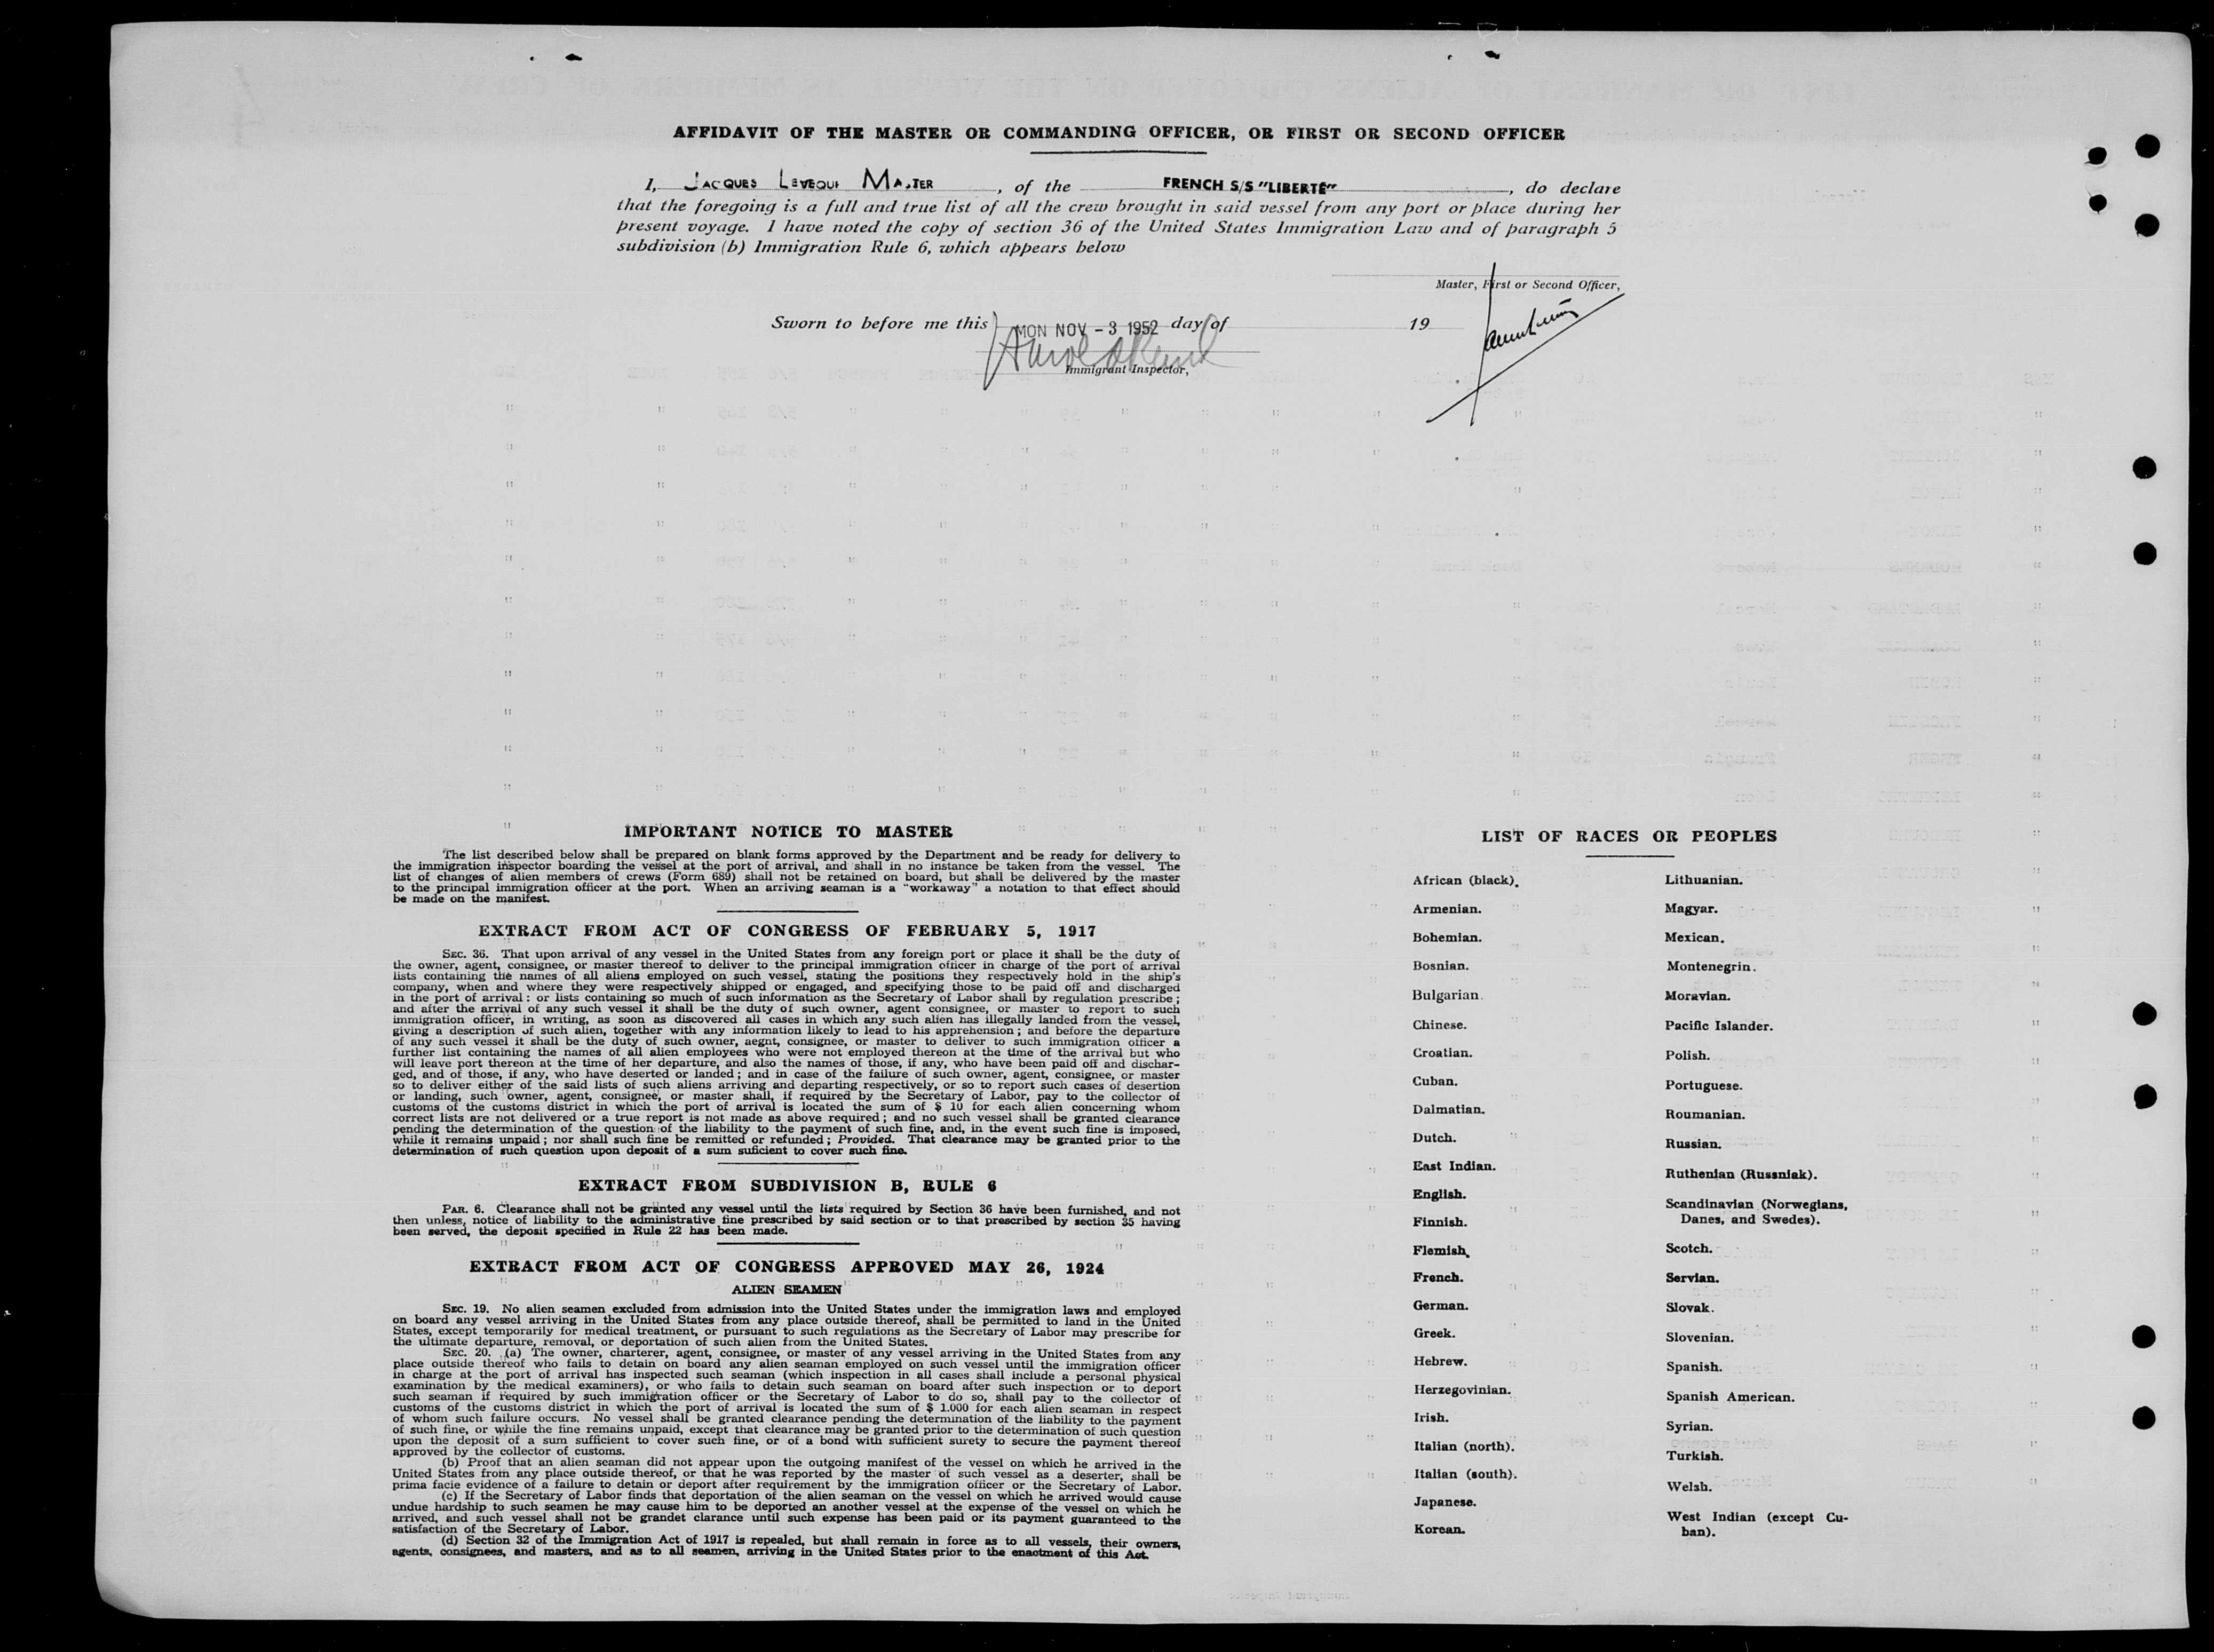 AFFIDAVIT OF THE MASTER OR COMMANDING OFFICER, OR FIRST OR SECOND OFFICER
I, JACQUES LEVEQUE MASTER, of the FRENCH S/S "LIBERTÉ", do declare
that the foregoing is a full and true list of all the crew brought in said vessel from any port or place during her
present voyage. I have noted the copy of section 36 of the United States Immigration Law and of paragraph 5
subdivision (b) Immigration Rule 6, which appears below
Master, First or Second Officer,
Sworn to before me this MON NOV - 3 1952 day of 19
Immigrant Inspector,
IMPORTANT NOTICE TO MASTER
The list described below shall be prepared on blank forms approved by the Department and be ready for delivery to
the immigration inspector boarding the vessel at the port of arrival, and shall in no instance be taken from the vessel. The
list of changes of alien members of crews (Form 689) shall not be retained on board, but shall be delivered by the master
to the principal immigration officer at the port. When an arriving seaman is a "workaway" a notation to that effect should
be made on the manifest.
EXTRACT FROM ACT OF CONGRESS OF FEBRUARY 5, 1917
SEC. 36. That upon arrival of any vessel in the United States from any foreign port or place it shall be the duty of
the owner, agent, consignee, or master thereof to deliver to the principal immigration officer in charge of the port of arrival
lists containing the names of all aliens employed on such vessel, stating the positions they respectively hold in the ship's
company, when and where they were respectively shipped or engaged, and specifying those to be paid off and discharged
in the port of arrival : or lists containing so much of such information as the Secretary of Labor shall by regulation prescribe ;
and after the arrival of any such vessel it shall be the duty of such owner, agent consignee, or master to report to such
immigration officer, in writing, as soon as discovered all cases in which any such alien has illegally landed from the vessel,
giving a description of such alien, together with any information likely to lead to his apprehension ; and before the departure
of any such vessel it shall be the duty of such owner, aegnt, consignee, or master to deliver to such immigration officer a
further list containing the names of all alien employees who were not employed thereon at the time of the arrival but who
will leave port thereon at the time of her departure, and also the names of those, if any, who have been paid off and dischar-
ged, and of those, if any, who have deserted or landed ; and in case of the failure of such owner, agent, consignee, or master
so to deliver either of the said lists of such aliens arriving and departing respectively, or so to report such cases of desertion
or landing, such owner, agent, consignee, or master shall, if required by the Secretary of Labor, pay to the collector of
customs of the customs district in which the port of arrival is located the sum of $ 10 for each alien concerning whom
correct lists are not delivered or a true report is not made as above required ; and no such vessel shall be granted clearance
pending the determination of the question of the liability to the payment of such fine, and, in the event such fine is imposed,
while it remains unpaid ; nor shall such fine be remitted or refunded ; Provided. That clearance may be granted prior to the
determination of such question upon deposit of a sum suficient to cover such fine.
EXTRACT FROM SUBDIVISION B, RULE 6
PAR. 6. Clearance shall not be granted any vessel until the lists required by Section 36 have been furnished, and not
then unless, notice of liability to the administrative fine prescribed by said section or to that prescribed by section 35 having
been served, the deposit specified in Rule 22 has been made.
EXTRACT FROM ACT OF CONGRESS APPROVED MAY 26, 1924
ALIEN SEAMEN
SEC. 19. No alien seamen excluded from admission into the United States under the immigration laws and employed
on board any vessel arriving in the United States from any place outside thereof, shall be permitted to land in the United
States, except temporarily for medical treatment, or pursuant to such regulations as the Secretary of Labor may prescribe for
the ultimate departure, removal, or deportation of such alien from the United States.
SEC. 20. (a) The owner, charterer, agent, consignee, or master of any vessel arriving in the United States from any
place outside thereof who fails to detain on board any alien seaman employed on such vessel until the immigration officer
in charge at the port of arrival has inspected such seaman (which inspection in all cases shall include a personal physical
examination by the medical examiners), or who fails to detain such seaman on board after such inspection or to deport
such seaman if required by such immigration officer or the Secretary of Labor to do so, shall pay to the collector of
customs of the customs district in which the port of arrival is located the sum of $ 1.000 for each alien seaman in respect
of whom such failure occurs. No vessel shall be granted clearance pending the determination of the liability to the payment
of such fine, or while the fine remains unpaid, except that clearance may be granted prior to the determination of such question
upon the deposit of a sum sufficient to cover such fine, or of a bond with sufficient surety to secure the payment thereof
approved by the collector of customs.
(b) Proof that an alien seaman did not appear upon the outgoing manifest of the vessel on which he arrived in the
United States from any place outside thereof, or that he was reported by the master of such vessel as a deserter, shall be
prima facie evidence of a failure to detain or deport after requirement by the immigration officer or the Secretary of Labor.
(c) If the Secretary of Labor finds that deportation of the alien seaman on the vessel on which he arrived would cause
undue hardship to such seamen he may cause him to be deported an another vessel at the expense of the vessel on which he
arrived, and such vessel shall not be grandet clarance until such expense has been paid or its payment guaranteed to the
satisfaction of the Secretary of Labor.
(d) Section 32 of the Immigration Act of 1917 is repealed, but shall remain in force as to all vessels, their owners,
agents, consignees, and masters, and as to all seamen, arriving in the United States prior to the enactment of this Act.
LIST OF RACES OR PEOPLES
African (black).
Armenian.
Bohemian.
Bosnian.
Bulgarian.
Chinese.
Croatian.
Cuban.
Dalmatian.
Dutch.
East Indian.
English.
Finnish.
Flemish.
French.
German.
Greek.
Hebrew.
Herzegovinian.
Irish.
Italian (north).
Italian (south).
Japanese.
Korean.
Lithuanian.
Magyar.
Mexican.
Montenegrin.
Moravian.
Pacific Islander.
Polish.
Portuguese.
Roumanian.
Russian.
Ruthenian (Russniak).
Scandinavian (Norwegians,
Danes, and Swedes).
Scotch.
Servian.
Slovak.
Slovenian.
Spanish.
Spanish American.
Syrian.
Turkish.
Welsh.
West Indian (except Cu-
ban).